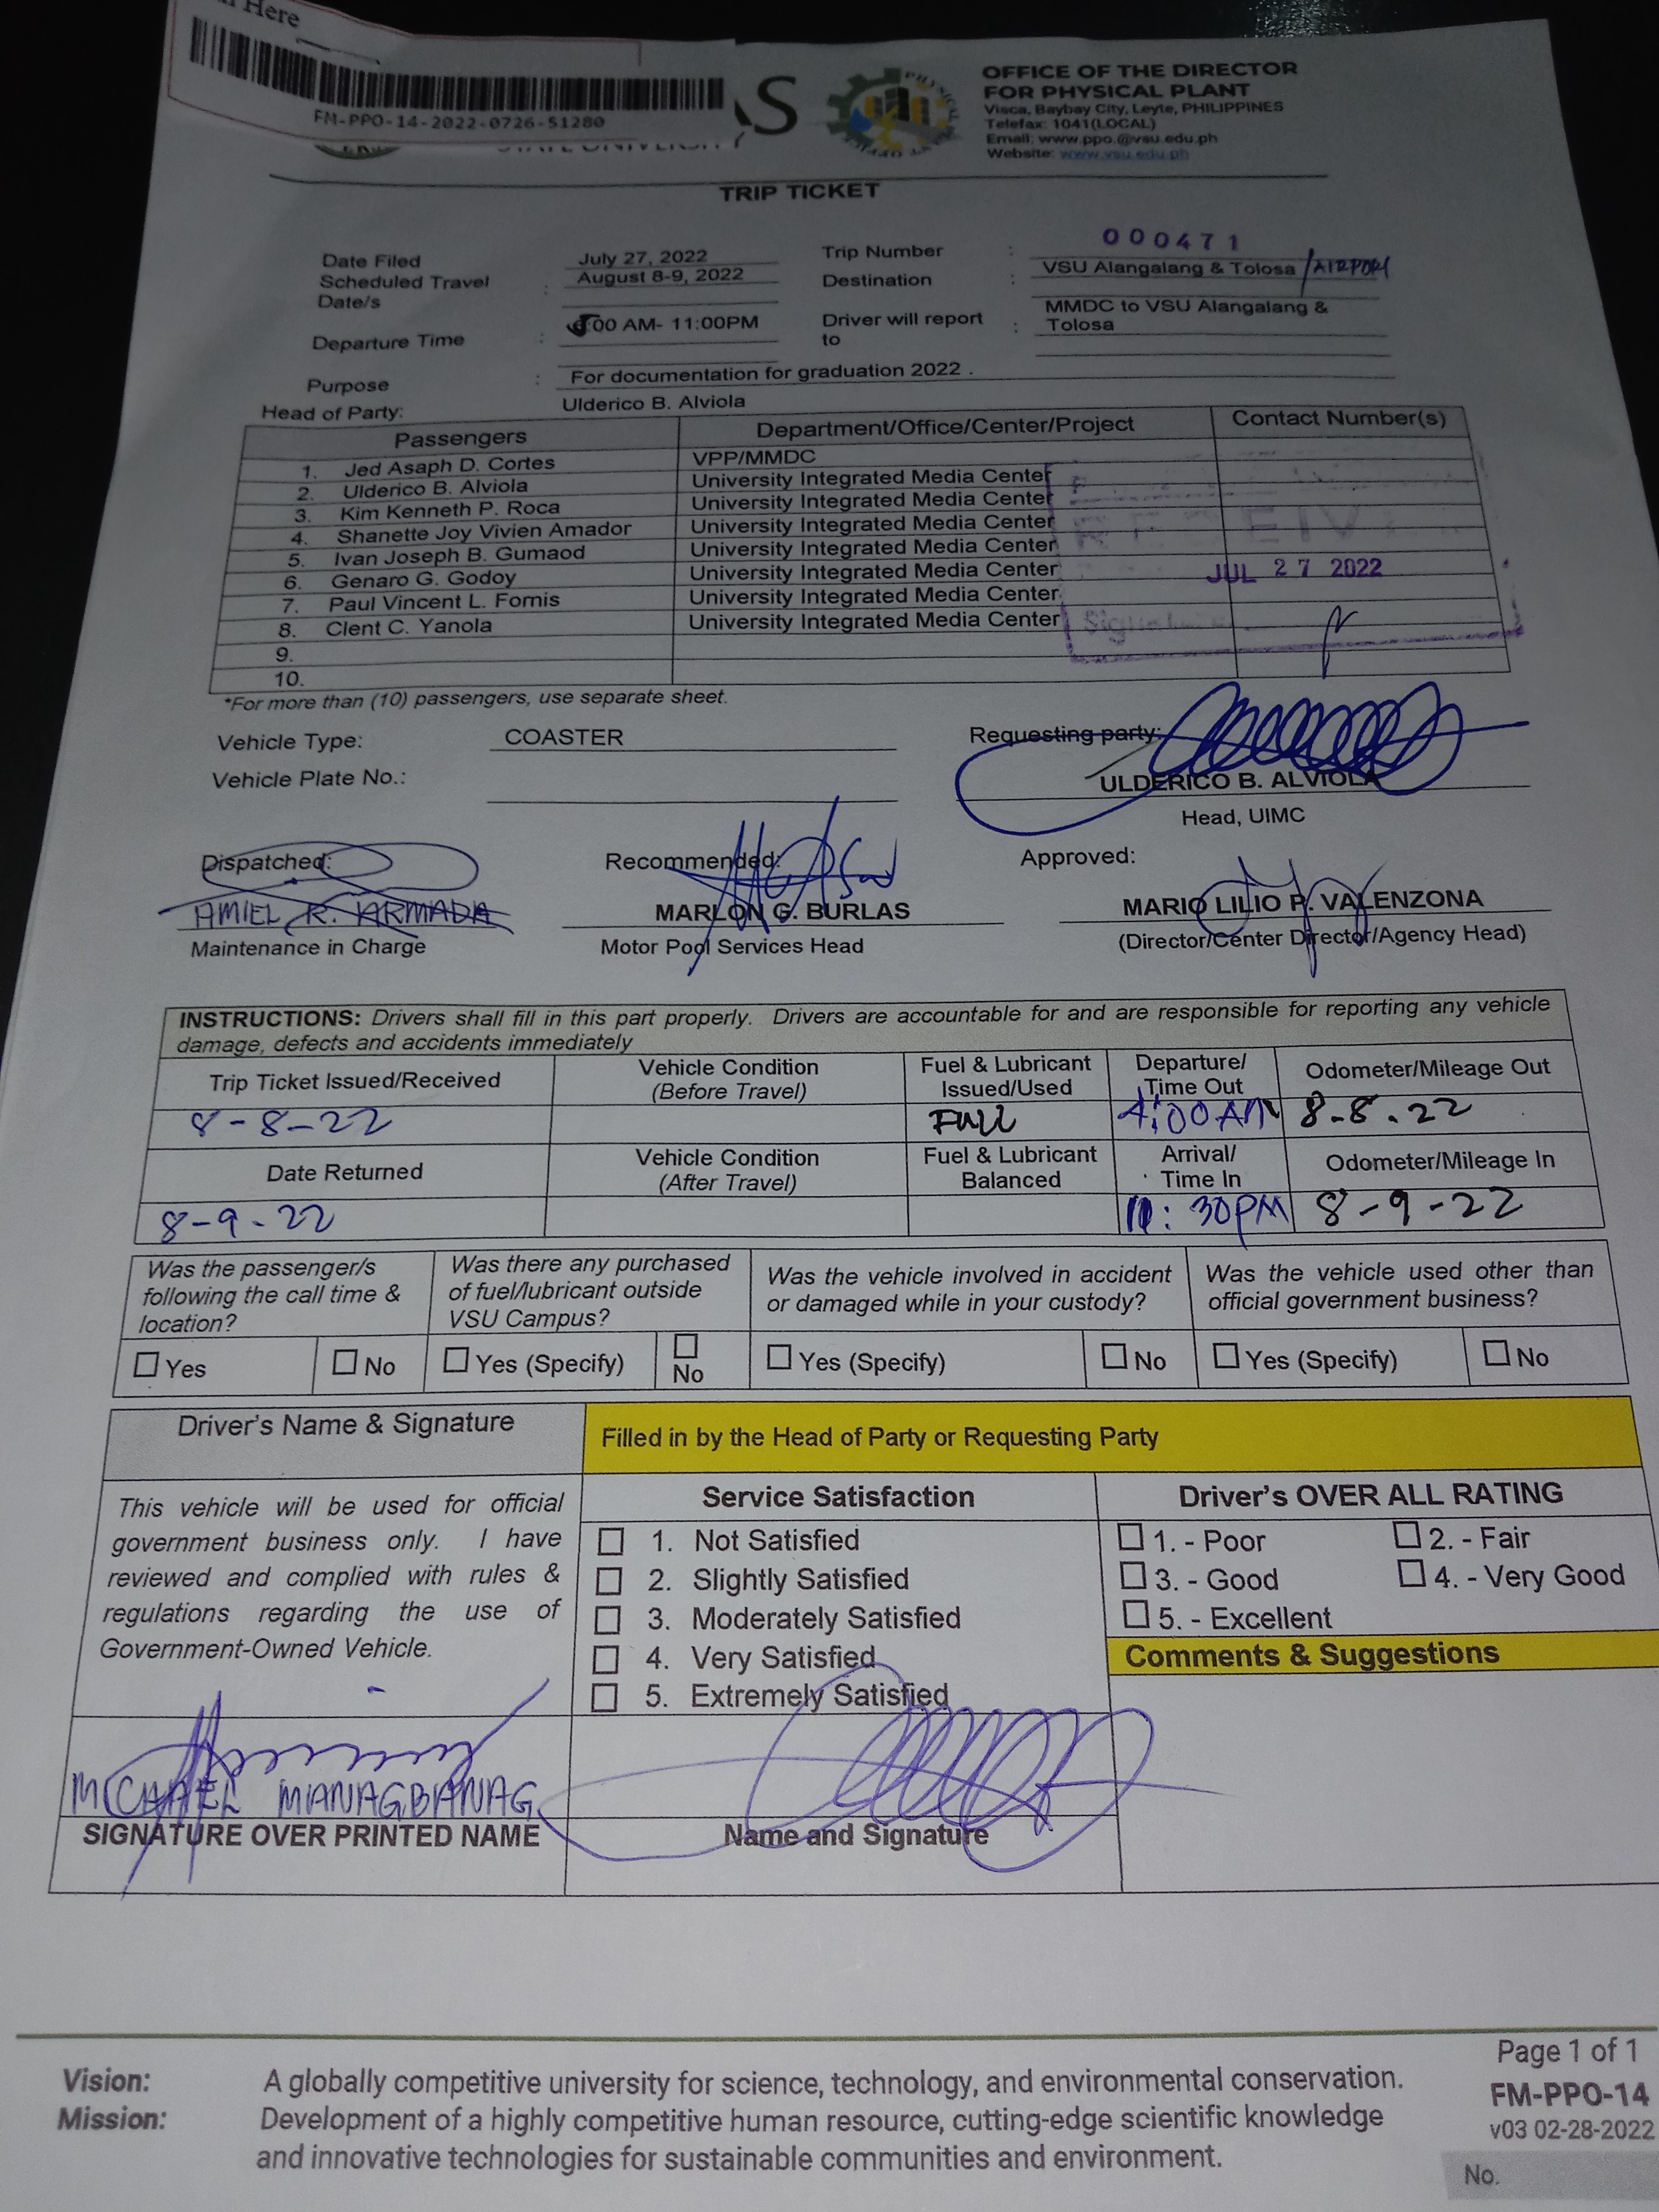 Here
FM-PPO-14-2022-0726-51280
OFFICE OF THE DIRECTOR
FOR PHYSICAL PLANT
Visca, Baybay City, Leyte, PHILIPPINES
Telefax: 1041(LOCAL)
Email: www.ppo.@vsu.edu.ph
Website: www.vsu.edu.ph
STATE UNIVERSITY
TRIP TICKET
Date Filed July 27, 2022 Trip Number : 000471
Scheduled Travel Date/s : August 8-9, 2022 Destination : VSU Alangalang & Tolosa /AIRPORT
Departure Time : :00 AM- 11:00PM Driver will report to : MMDC to VSU Alangalang & Tolosa
Purpose : For documentation for graduation 2022 .
Head of Party: Ulderico B. Alviola
Passengers Department/Office/Center/Project Contact Number(s)
1. Jed Asaph D. Cortes VPP/MMDC
2. Ulderico B. Alviola University Integrated Media Center
3. Kim Kenneth P. Roca University Integrated Media Center
4. Shanette Joy Vivien Amador University Integrated Media Center
5. Ivan Joseph B. Gumaod University Integrated Media Center
6. Genaro G. Godoy University Integrated Media Center
7. Paul Vincent L. Fornis University Integrated Media Center
8. Clent C. Yanola University Integrated Media Center
9.
10.
JUL 27 2022
*For more than (10) passengers, use separate sheet.
Vehicle Type: COASTER Requesting party:
Vehicle Plate No.: ULDERICO B. ALVIOLA
Head, UIMC
Dispatched: Recommended: Approved:
AMIEL R. ARMADA MARLON G. BURLAS MARIO LILIO P. VALENZONA
Maintenance in Charge Motor Pool Services Head (Director/Center Director/Agency Head)
INSTRUCTIONS: Drivers shall fill in this part properly. Drivers are accountable for and are responsible for reporting any vehicle
damage, defects and accidents immediately
Trip Ticket Issued/Received Vehicle Condition (Before Travel) Fuel & Lubricant Issued/Used Departure/ Time Out Odometer/Mileage Out
8-8-22 FULL 4:00 AM 8-8-22
Date Returned Vehicle Condition (After Travel) Fuel & Lubricant Balanced Arrival/ Time In Odometer/Mileage In
8-9-22 : 30PM 8-9-22
Was the passenger/s following the call time & location? Was there any purchased of fuel/lubricant outside VSU Campus? Was the vehicle involved in accident or damaged while in your custody? Was the vehicle used other than official government business?
Yes No Yes (Specify) No Yes (Specify) No Yes (Specify) No
Driver's Name & Signature Filled in by the Head of Party or Requesting Party
This vehicle will be used for official
government business only. I have
reviewed and complied with rules &
regulations regarding the use of
Government-Owned Vehicle.
Service Satisfaction
1. Not Satisfied
2. Slightly Satisfied
3. Moderately Satisfied
4. Very Satisfied
5. Extremely Satisfied
Driver's OVER ALL RATING
1. - Poor 2. - Fair
3. - Good 4. - Very Good
5. - Excellent
Comments & Suggestions
MICHAEL MANAGBANAG
SIGNATURE OVER PRINTED NAME Name and Signature
Page 1 of 1
FM-PPO-14
v03 02-28-2022
No.
Vision: A globally competitive university for science, technology, and environmental conservation.
Mission: Development of a highly competitive human resource, cutting-edge scientific knowledge
and innovative technologies for sustainable communities and environment.